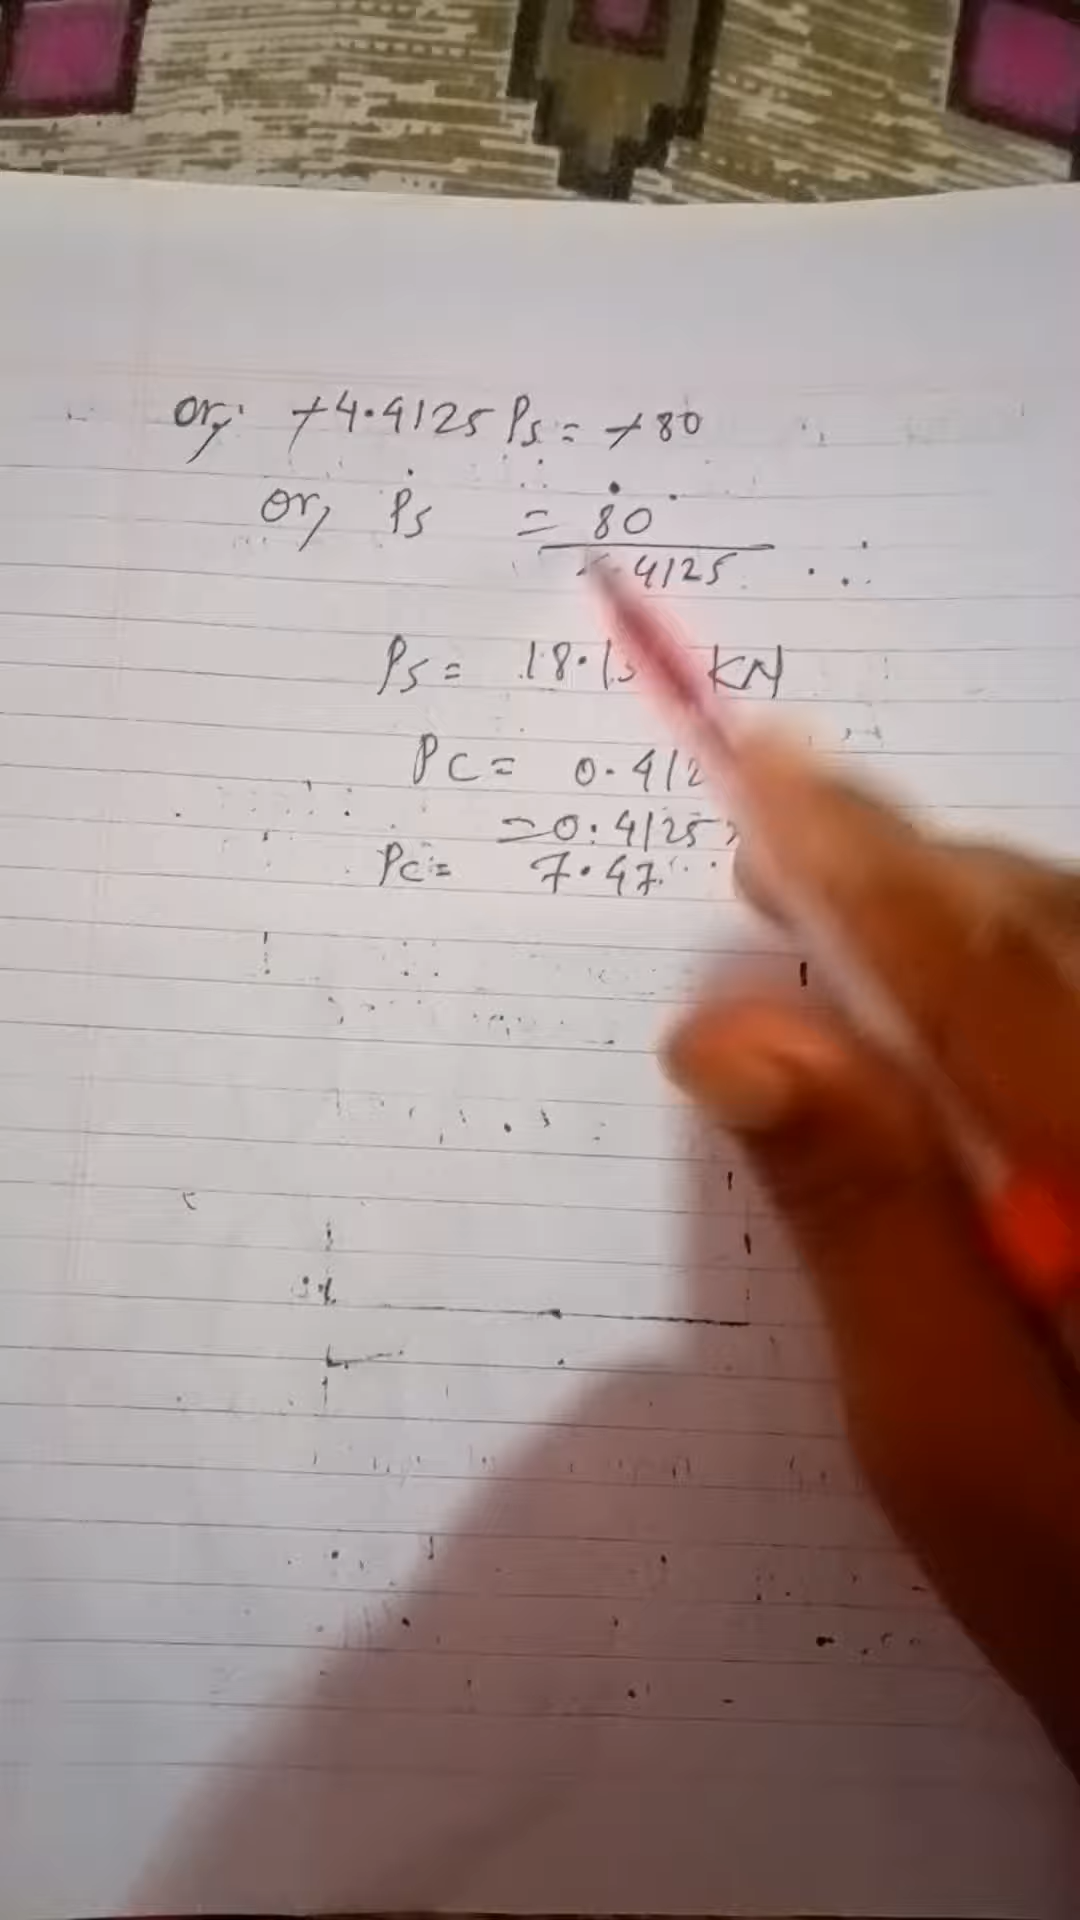 or, +4.4125 Ps = +80
or, Ps = 80
4125
Ps = 18.1 KN
Pc = 0.412
= 0.4125
Pc = 7.47